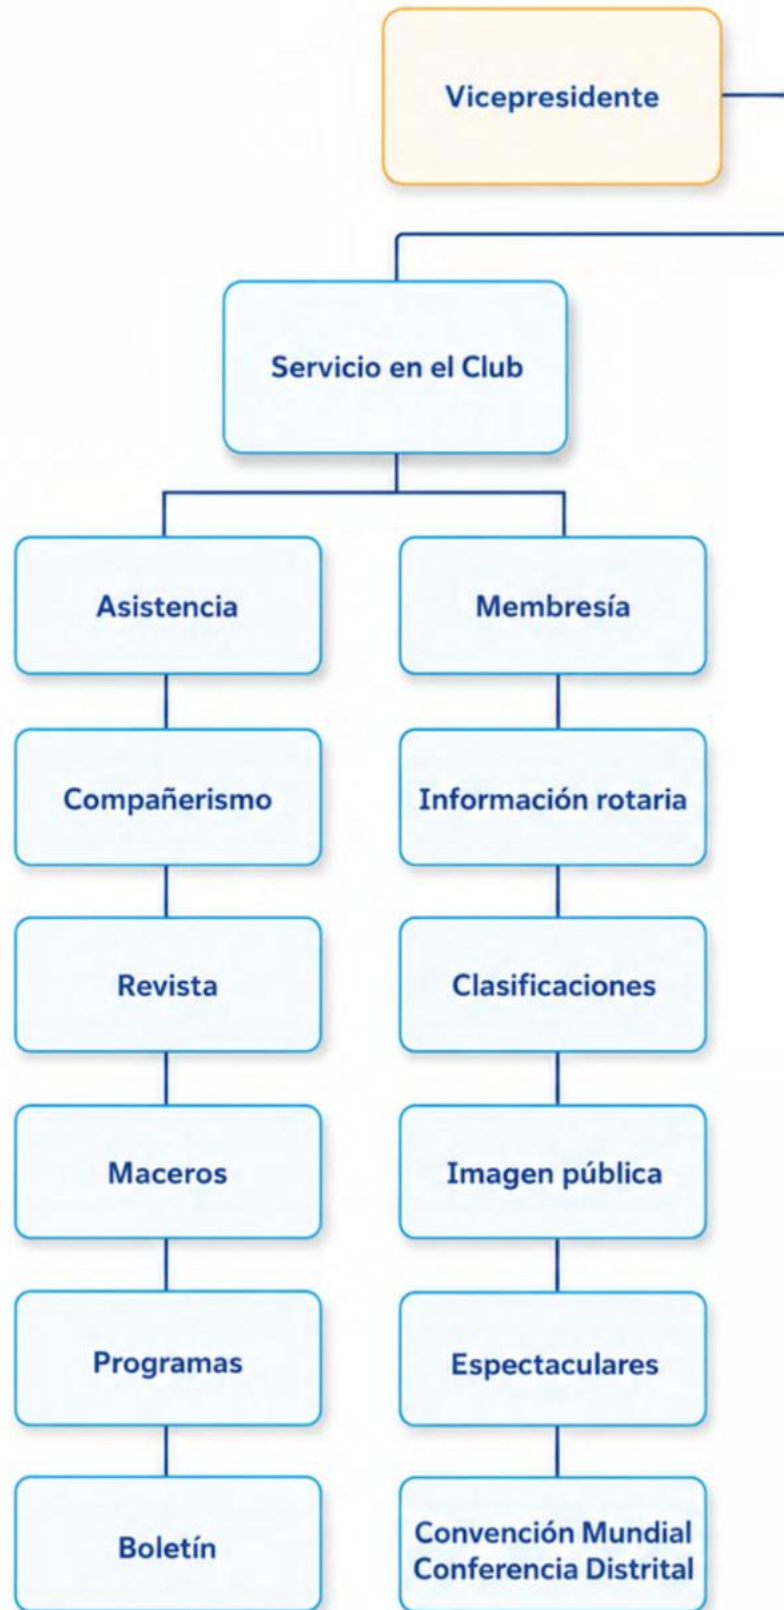 Vicepresidente
Servicio en el Club
Asistencia
Membresía
Compañerismo
Información rotaria
Revista
Clasificaciones
Maceros
Imagen pública
Programas
Espectaculares
Boletín
Convención Mundial
Conferencia Distrital